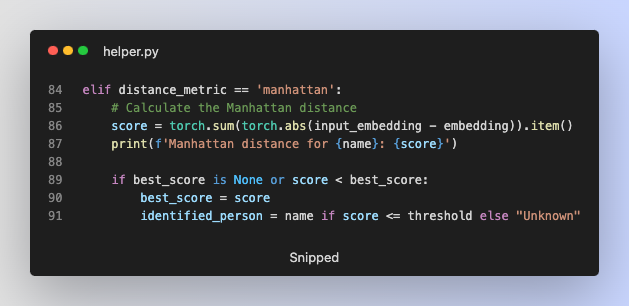 helper.py
84 elif distance_metric == 'manhattan':
85 # Calculate the Manhattan distance
86 score = torch.sum(torch.abs(input_embedding - embedding)).item()
87 print(f'Manhattan distance for {name}: {score}')
88
89 if best_score is None or score < best_score:
90 best_score = score
91 identified_person = name if score <= threshold else "Unknown"
Snipped